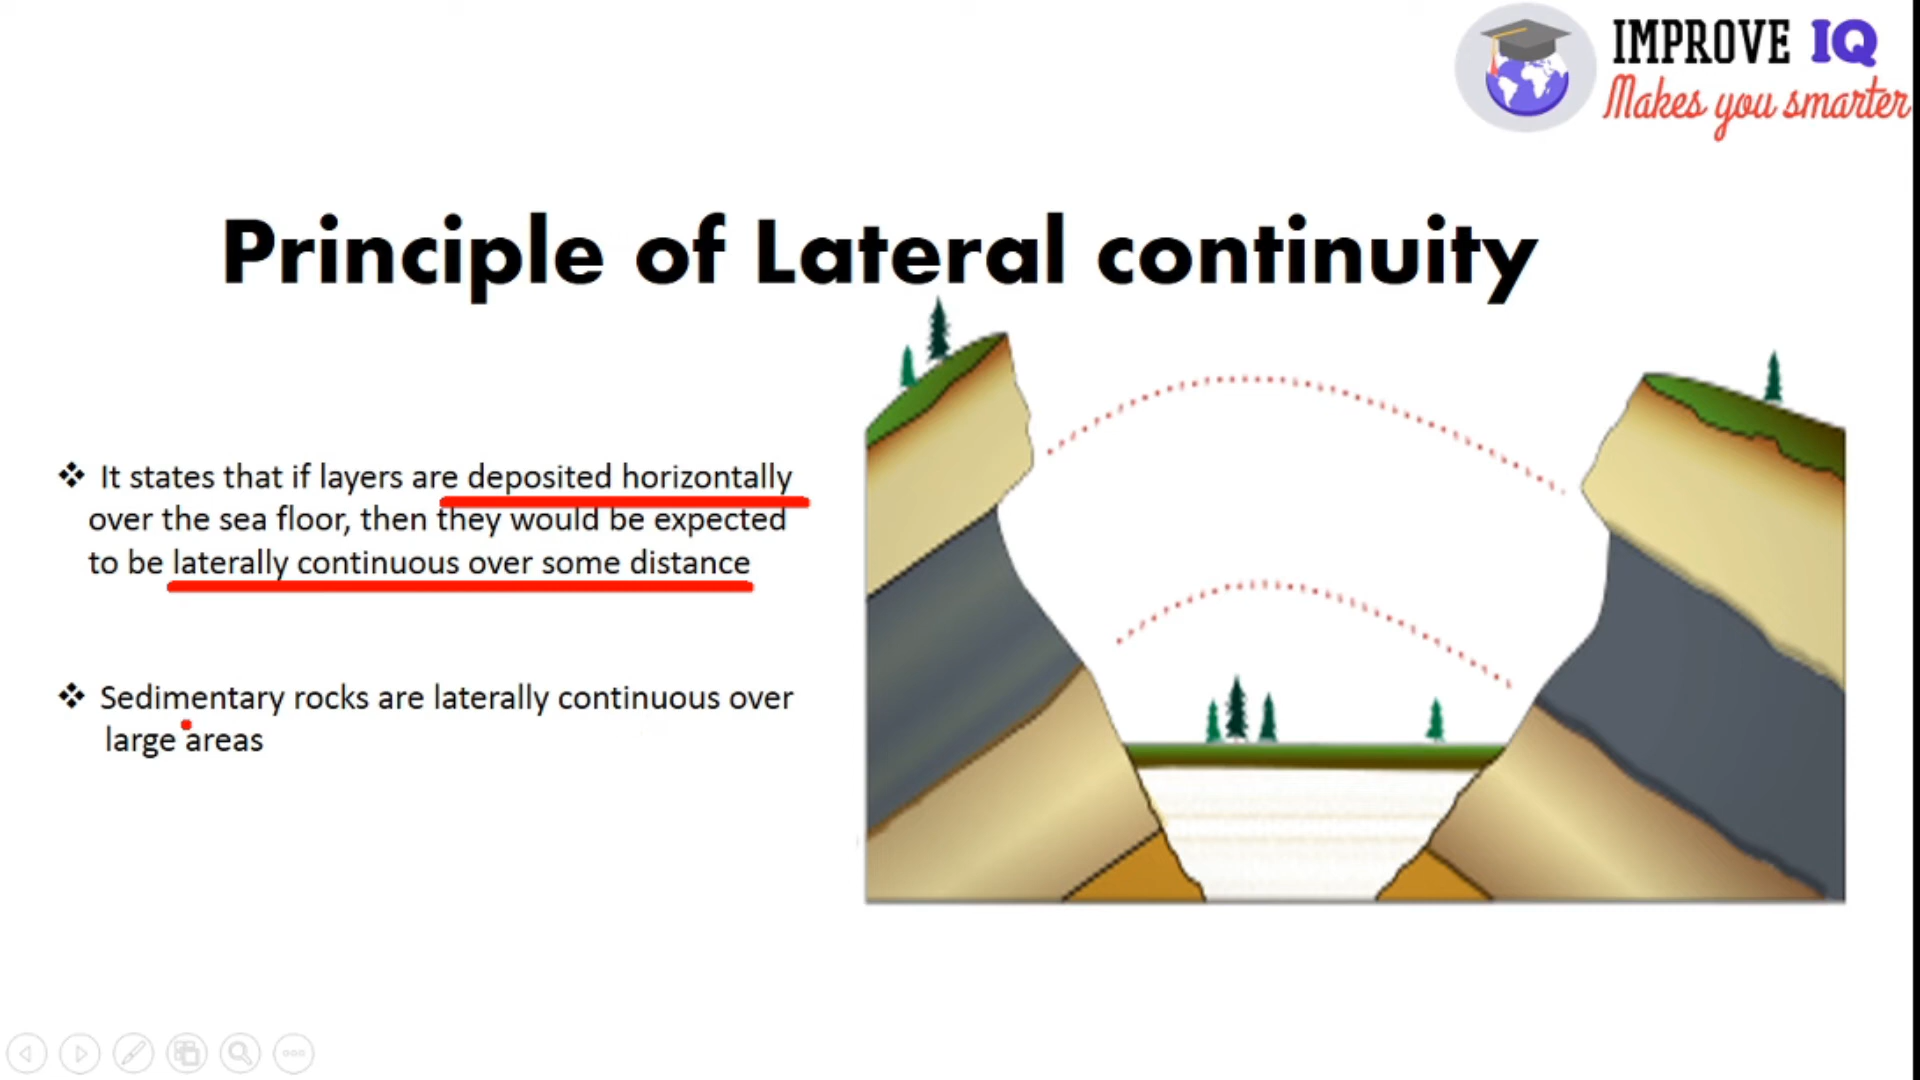 IMPROVE IQ
Makes you smarter
Principle of Lateral continuity
❖ It states that if layers are deposited horizontally
over the sea floor, then they would be expected
to be laterally continuous over some distance
❖ Sedimentary rocks are laterally continuous over
large areas